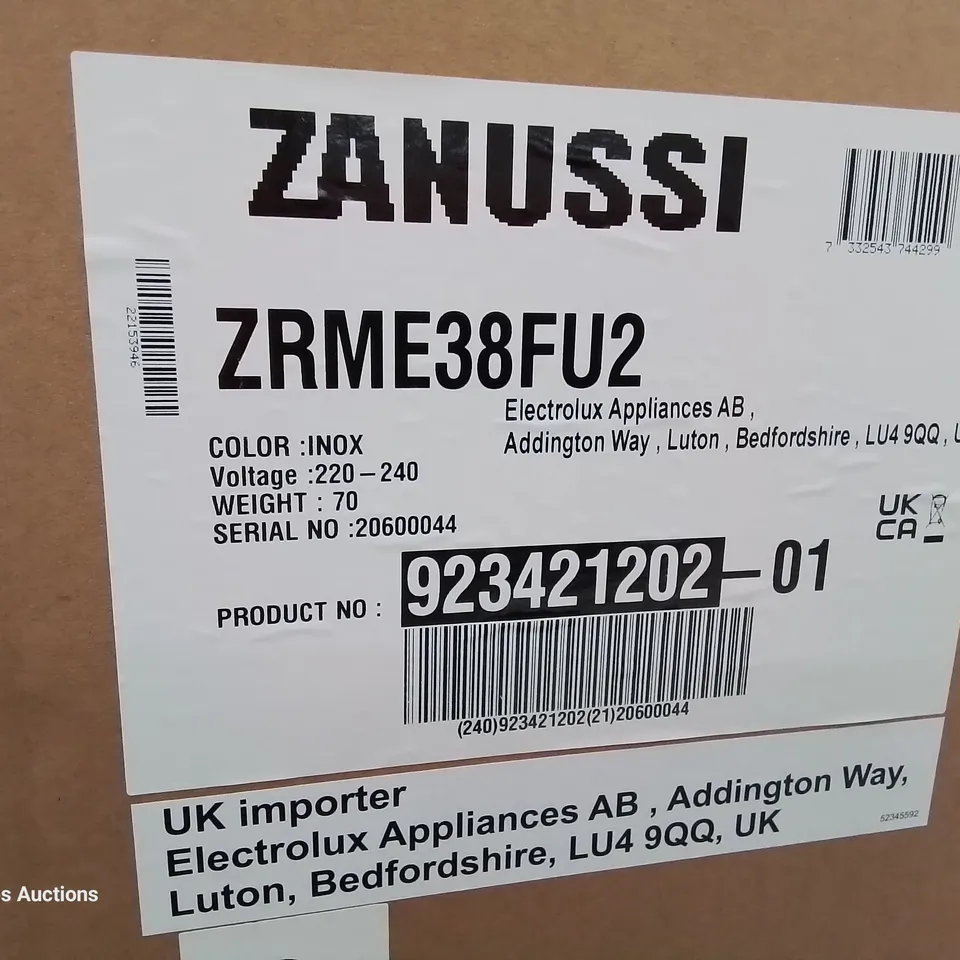 ZANUSSI
7 332543 744299
22153946
ZRME38FU2
Electrolux Appliances AB ,
Addington Way , Luton , Bedfordshire , LU4 9QQ ,
COLOR :INOX
Voltage :220-240
WEIGHT : 70
SERIAL NO :20600044
UK
CA
PRODUCT NO : 923421202-01
(240)923421202(21)20600044
UK importer
Electrolux Appliances AB , Addington Way,
Luton, Bedfordshire, LU4 9QQ, UK
52345592
s Auctions